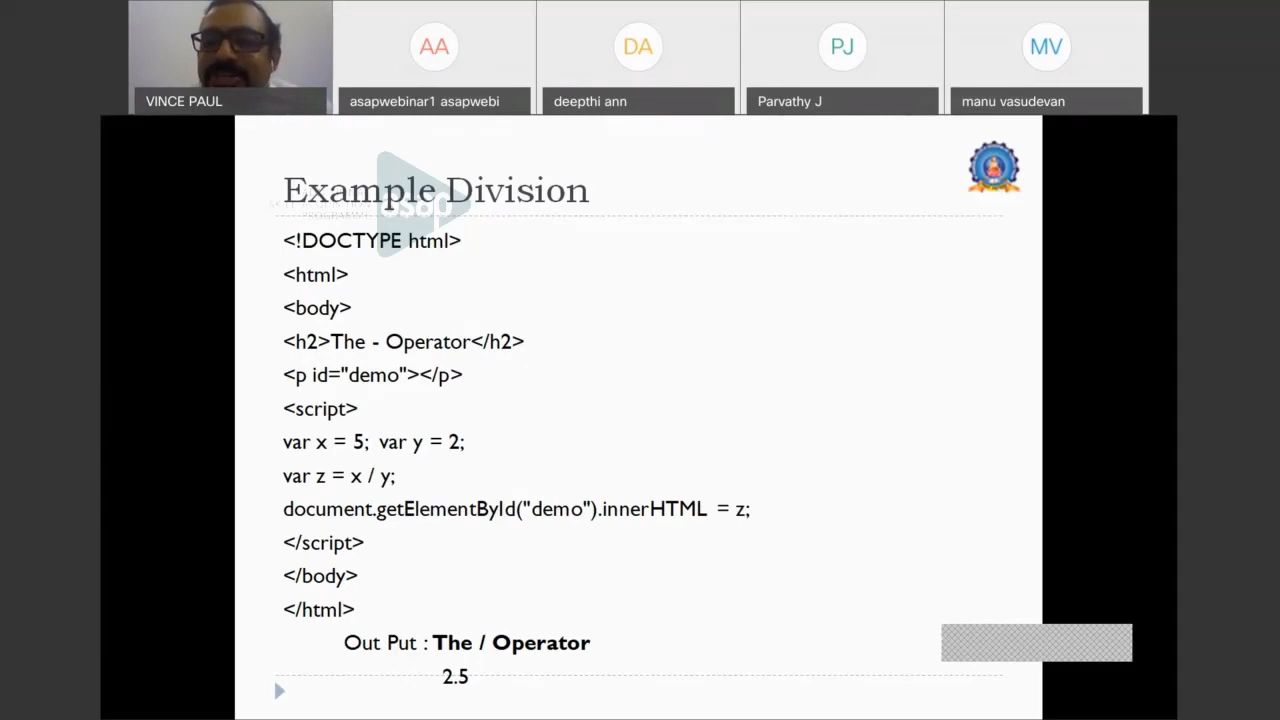 AA
DA
PJ
MV
VINCE PAUL
asapwebinar1 asapwebi
deepthi ann
Parvathy J
manu vasudevan
Example Division
asap
PROGRAMME
<!DOCTYPE html>
<html>
<body>
<h2>The - Operator</h2>
<p id="demo"></p>
<script>
var x = 5; var y = 2;
var z = x / y;
document.getElementById("demo").innerHTML = z;
</script>
</body>
</html>
Out Put : The / Operator
2.5